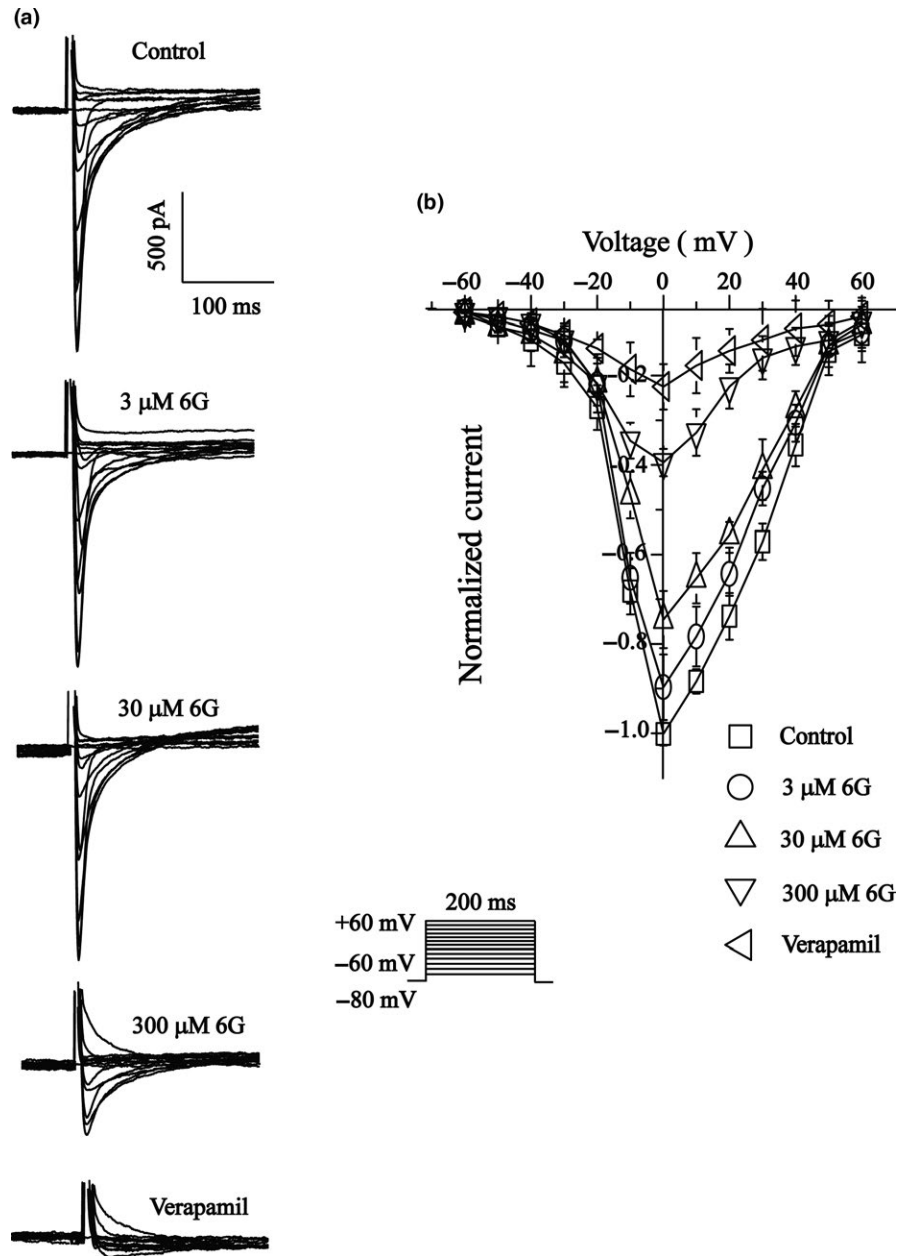 (a)
Control
500 pA
100 ms
3 μM 6G
30 μM 6G
300 μM 6G
Verapamil
(b)
Voltage ( mV )
−60 −40 −20 0 20 40 60
Normalized current
−0.2
−0.4
−0.6
−0.8
−1.0
Control
3 μM 6G
30 μM 6G
300 μM 6G
Verapamil
200 ms
+60 mV
−60 mV
−80 mV